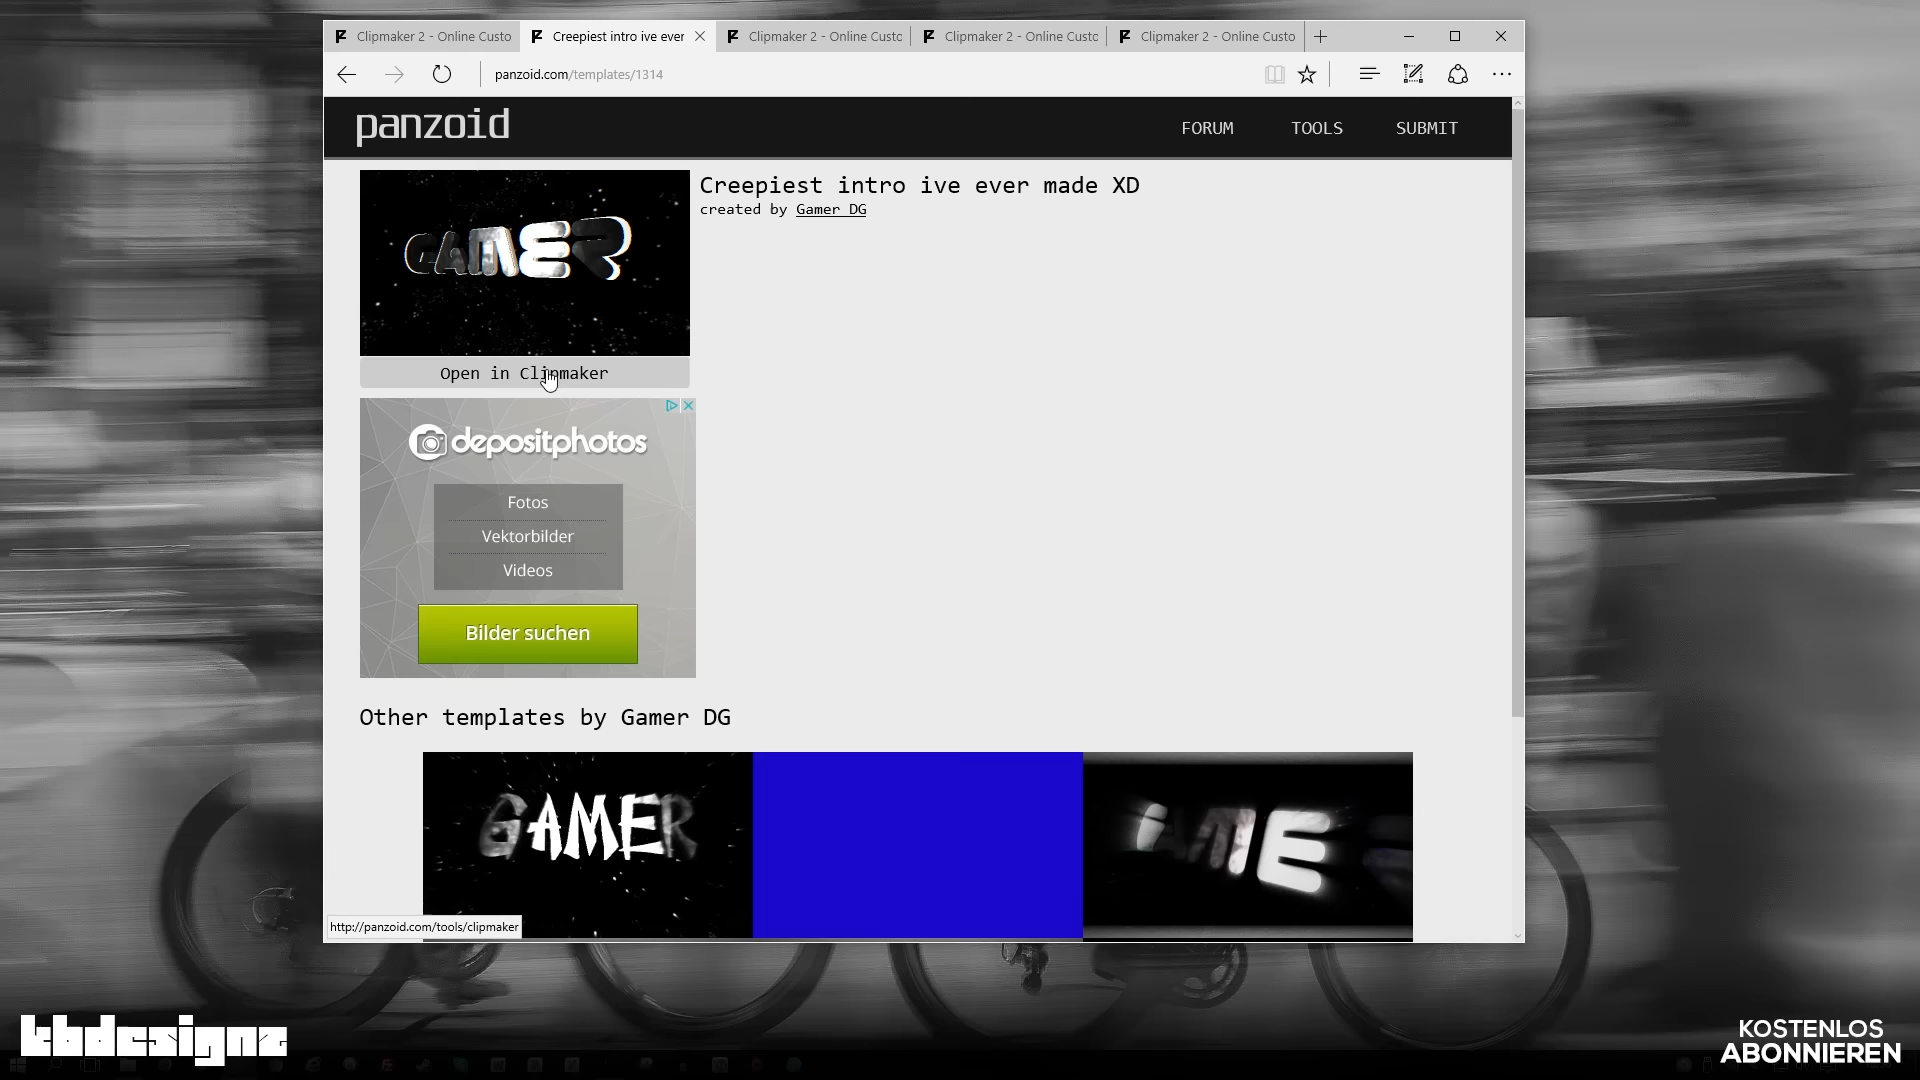 Clipmaker 2 - Online Custo
Creepiest intro ive ever
Clipmaker 2 - Online Custo
Clipmaker 2 - Online Custo
Clipmaker 2 - Online Custo
panzoid.com/templates/1314
panzoid
FORUM
TOOLS
SUBMIT
GAMER
Creepiest intro ive ever made XD
created by Gamer DG
Open in Clipmaker
depositphotos
Fotos
Vektorbilder
Videos
Bilder suchen
Other templates by Gamer DG
GAMER
AME
http://panzoid.com/tools/clipmaker
kbdesignz
KOSTENLOS
ABONNIEREN